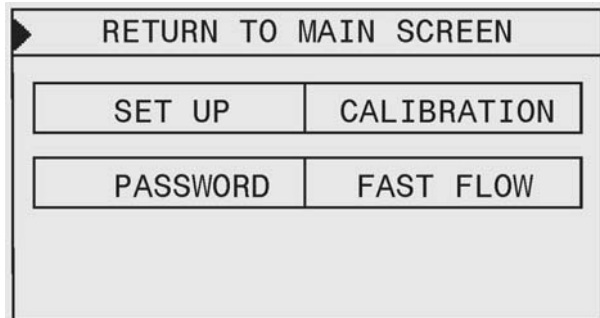 RETURN TO MAIN SCREEN
SET UP CALIBRATION
PASSWORD FAST FLOW